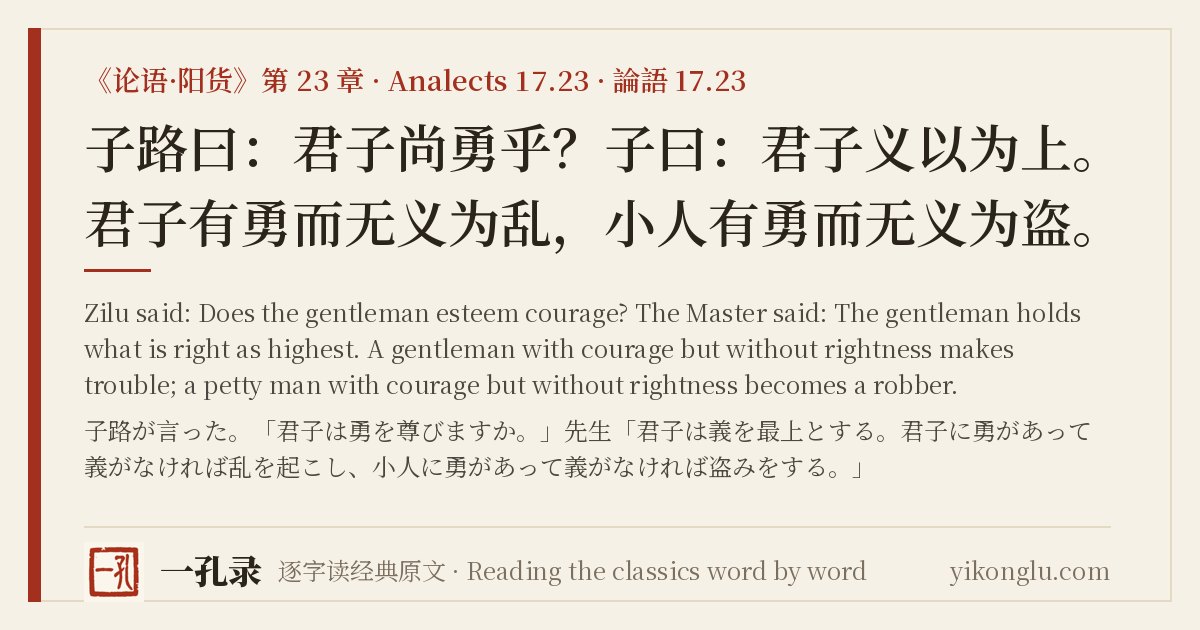 《论语·阳货》第 23 章 · Analects 17.23 · 論語 17.23
子路曰：君子尚勇乎？子曰：君子义以为上。
君子有勇而无义为乱，小人有勇而无义为盗。
Zilu said: Does the gentleman esteem courage? The Master said: The gentleman holds
what is right as highest. A gentleman with courage but without rightness makes
trouble; a petty man with courage but without rightness becomes a robber.
子路が言った。「君子は勇を尊びますか。」先生「君子は義を最上とする。君子に勇があって
義がなければ乱を起こし、小人に勇があって義がなければ盗みをする。」
一孔
一孔录 逐字读经典原文 · Reading the classics word by word yikonglu.com